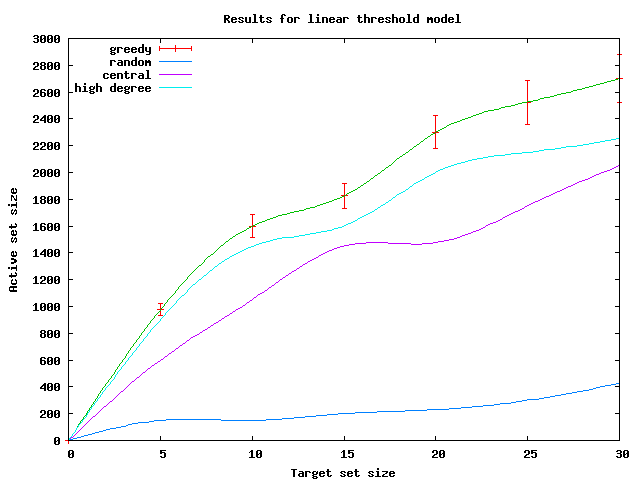 Results for linear threshold model
3000
2800
2600
2400
2200
2000
1800
1600
1400
1200
1000
800
600
400
200
0
greedy
random
central
high degree
Active set size
0 5 10 15 20 25 30
Target set size